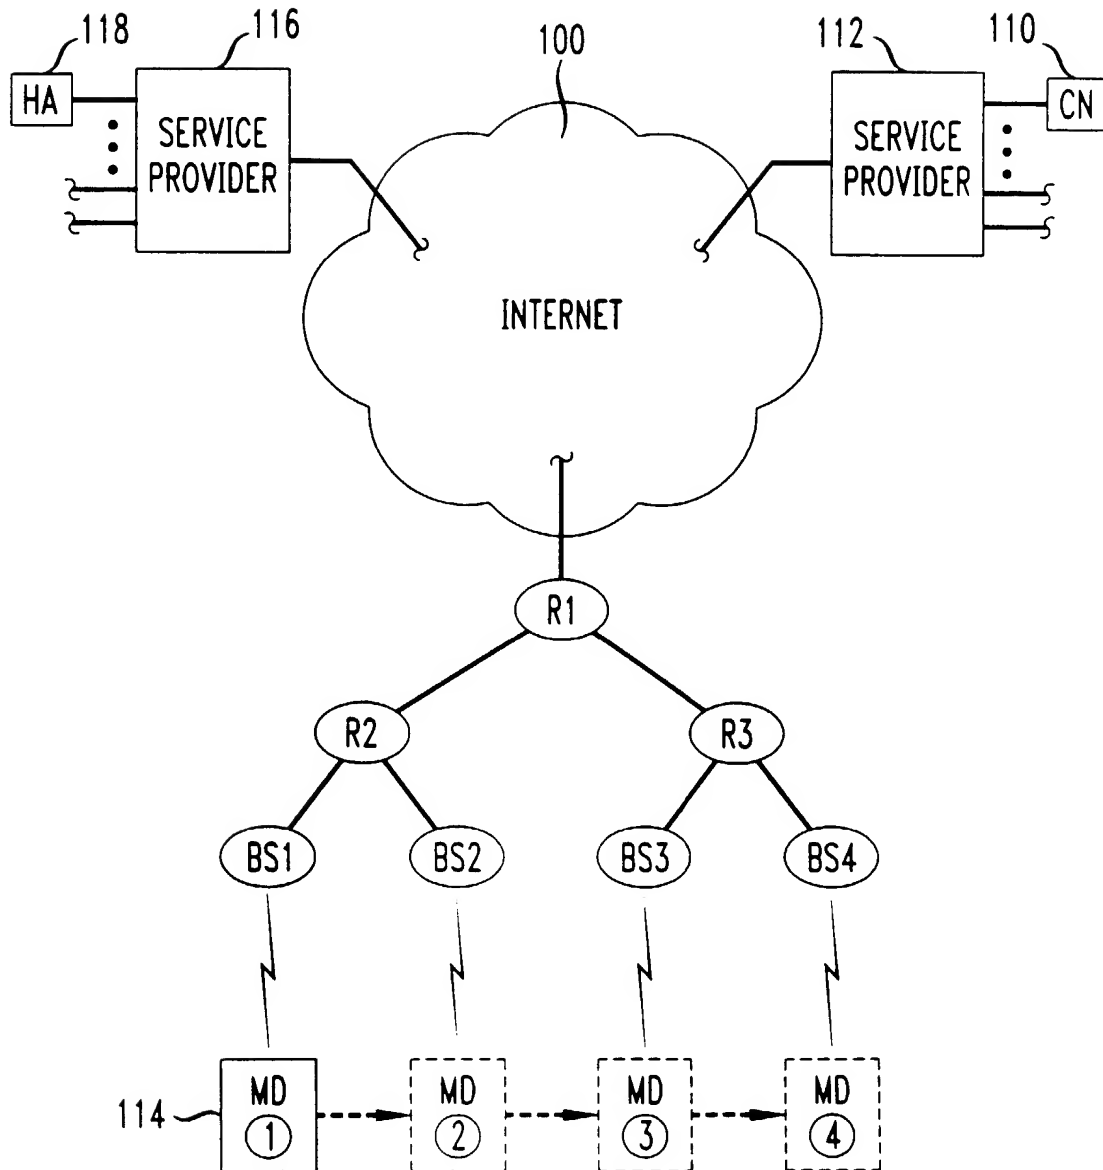 118
116
100
112
110
HA
SERVICE
PROVIDER
SERVICE
PROVIDER
CN
INTERNET
R1
R2
R3
BS1
BS2
BS3
BS4
114
MD
1
MD
2
MD
3
MD
4